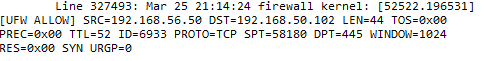 Line 327493: Mar 25 21:14:24 firewall kernel: [52522.196531]
[UFW ALLOW] SRC=192.168.56.50 DST=192.168.50.102 LEN=44 TOS=0x00
PREC=0x00 TTL=52 ID=6933 PROTO=TCP SPT=58180 DPT=445 WINDOW=1024
RES=0x00 SYN URGP=0